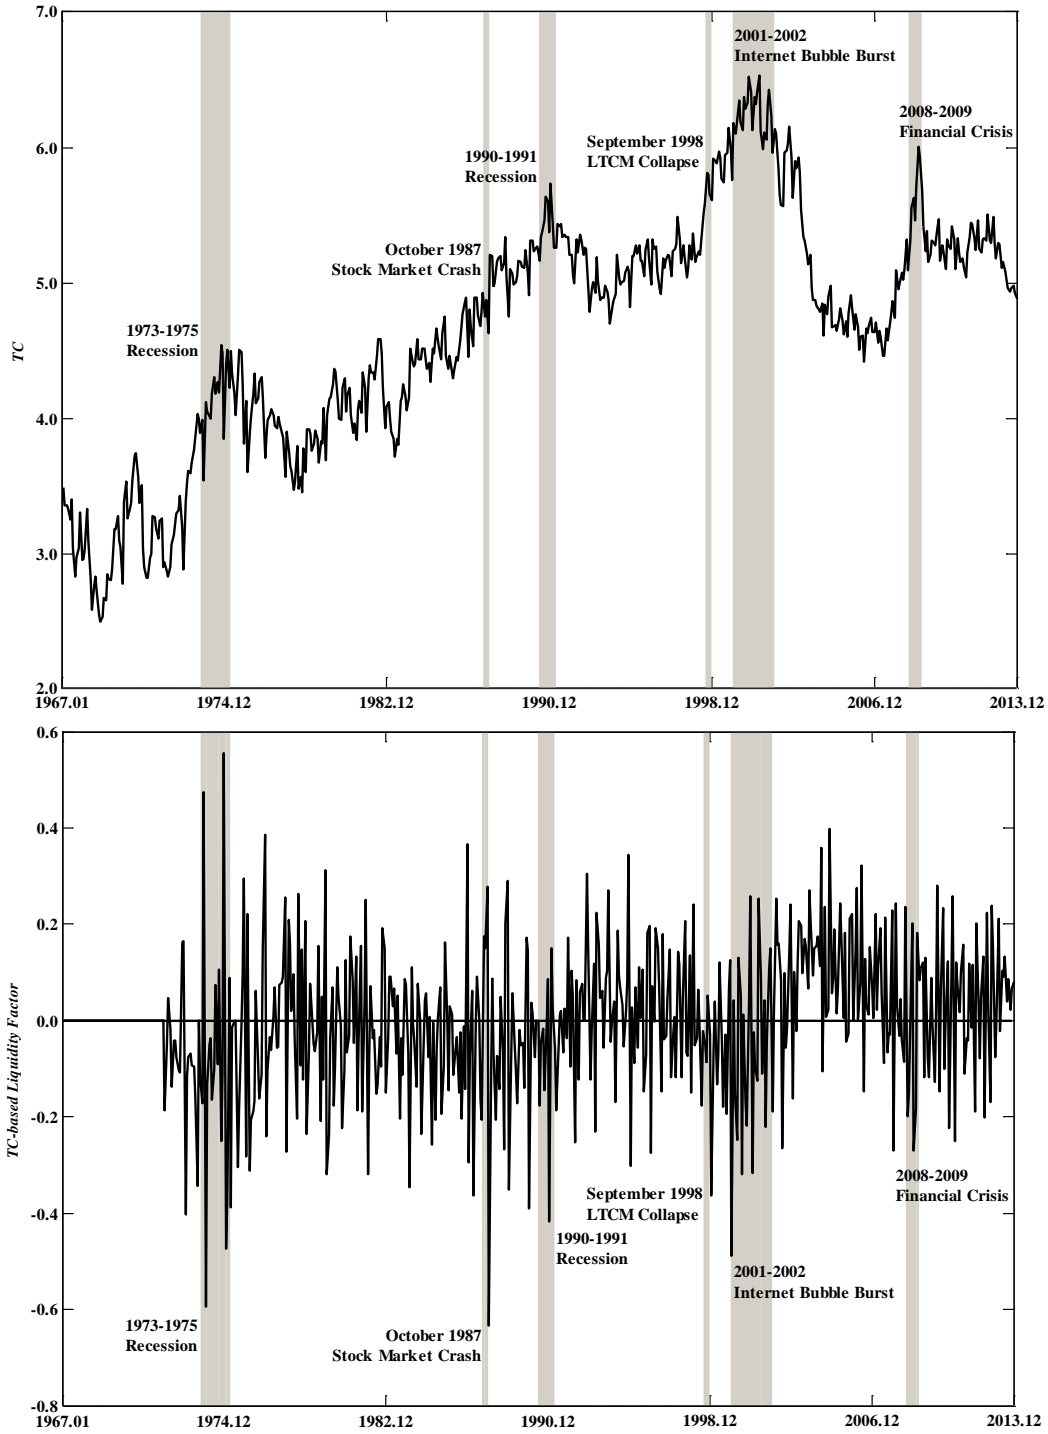 7.0
2001-2002
Internet Bubble Burst
2008-2009
Financial Crisis
September 1998
LTCM Collapse
6.0
1990-1991
Recession
October 1987
Stock Market Crash
5.0
1973-1975
Recession
TC
4.0
3.0
2.0
1967.01 1974.12 1982.12 1990.12 1998.12 2006.12 2013.12
0.6
0.4
0.2
0.0
TC-based Liquidity Factor
-0.2
2008-2009
Financial Crisis
September 1998
LTCM Collapse
-0.4
1990-1991
Recession
2001-2002
Internet Bubble Burst
-0.6
1973-1975
Recession
October 1987
Stock Market Crash
-0.8
1967.01 1974.12 1982.12 1990.12 1998.12 2006.12 2013.12